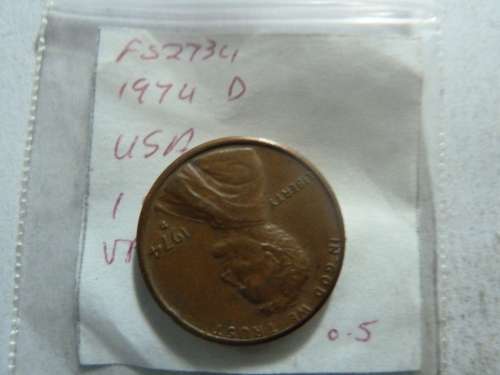 FS2734
1974 D
USA
1
0.5
IN GOD WE TRUST
LIBERTY
1974
D